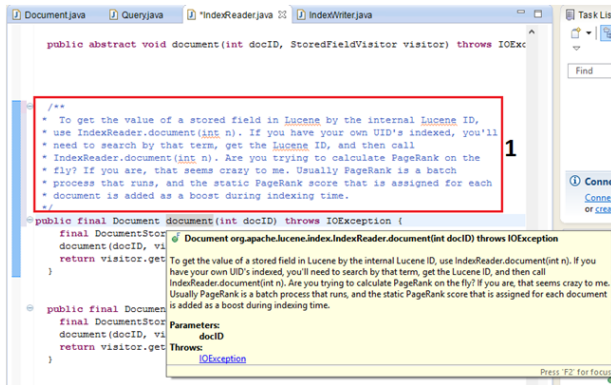 Document.java
Query.java
*IndexReader.java
IndexWriter.java
Task Lis
public abstract void document(int docID, StoredFieldVisitor visitor) throws IOExc
Find
/**
*  To get the value of a stored field in Lucene by the internal Lucene ID,
* use IndexReader.document(int n). If you have your own UID's indexed, you'll
* need to search by that term, get the Lucene ID, and then call
* IndexReader.document(int n). Are you trying to calculate PageRank on the
* fly? If you are, that seems crazy to me. Usually PageRank is a batch
* process that runs, and the static PageRank score that is assigned for each
* document is added as a boost during indexing time.
*/
1
Conne
Conne
or crea
public final Document document(int docID) throws IOException {
final DocumentStor
document(docID, vi
return visitor.get
}
Document org.apache.lucene.index.IndexReader.document(int docID) throws IOException
To get the value of a stored field in Lucene by the internal Lucene ID, use IndexReader.document(int n). If you
have your own UID's indexed, you'll need to search by that term, get the Lucene ID, and then call
IndexReader.document(int n). Are you trying to calculate PageRank on the fly? If you are, that seems crazy to me.
Usually PageRank is a batch process that runs, and the static PageRank score that is assigned for each document
is added as a boost during indexing time.
Parameters:
docID
Throws:
IOException
Press 'F2' for focus
public final Documen
final DocumentStor
document(docID, vi
return visitor.get
}